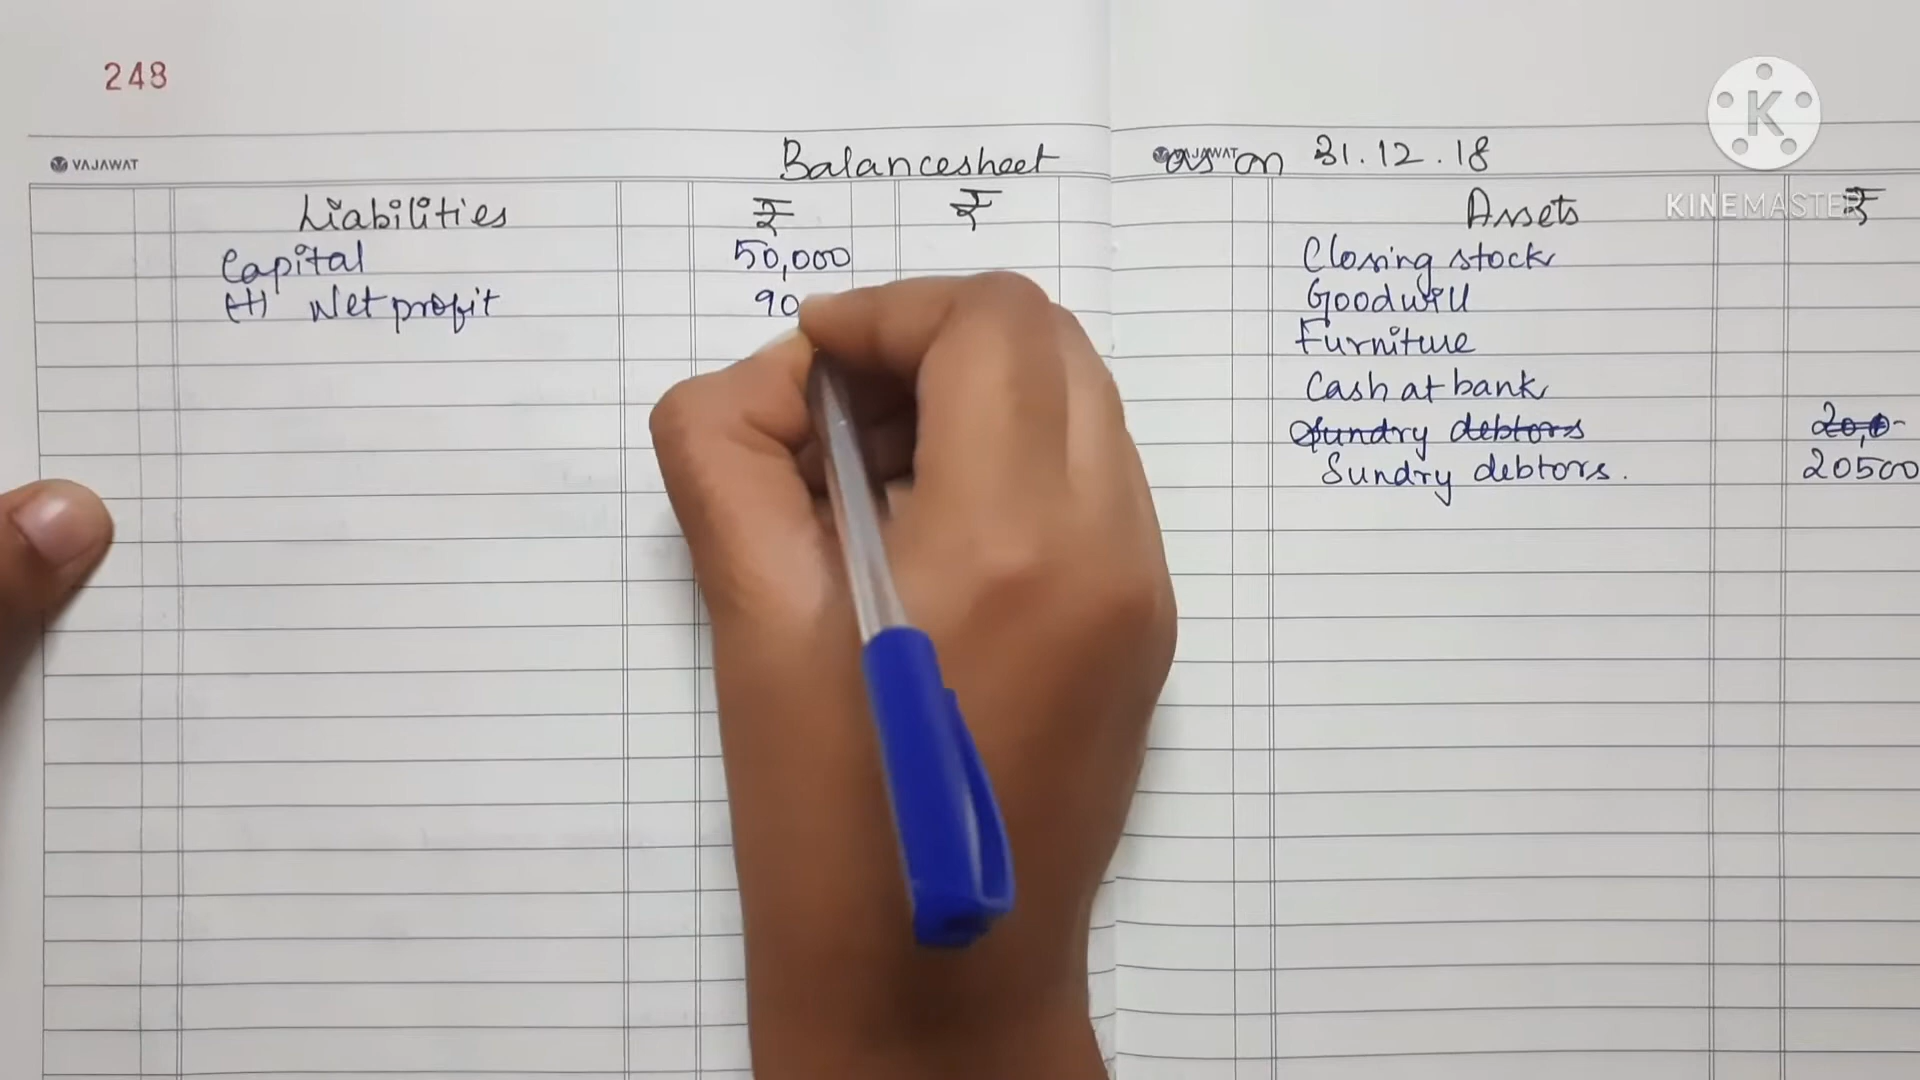 248
VAJAWAT
Balancesheet as on 31.12.18
VAJAWAT
K
KINEMASTER
Liabilities ₹ ₹
Capital 50,000
(+) Net profit 90
Assets ₹
Closing stock
Goodwill
Furniture
Cash at bank
Sundry debtors 20,0
Sundry debtors. 20500